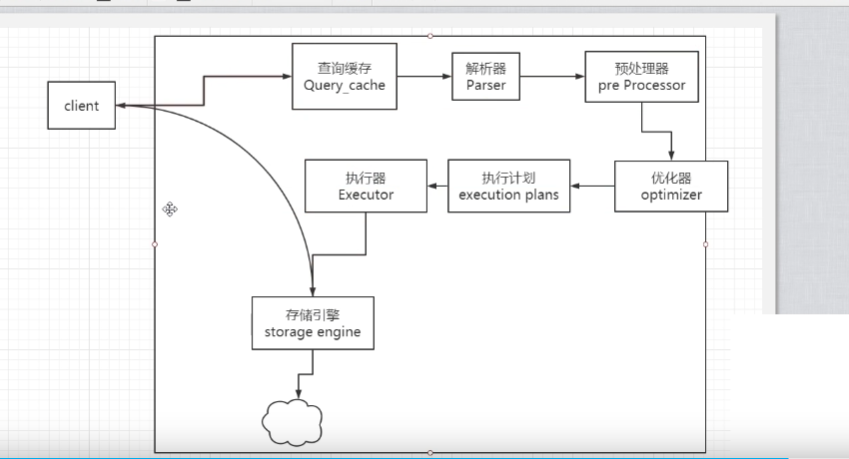 client
查询缓存
Query_cache
解析器
Parser
预处理器
pre Processor
执行器
Executor
执行计划
execution plans
优化器
optimizer
存储引擎
storage engine